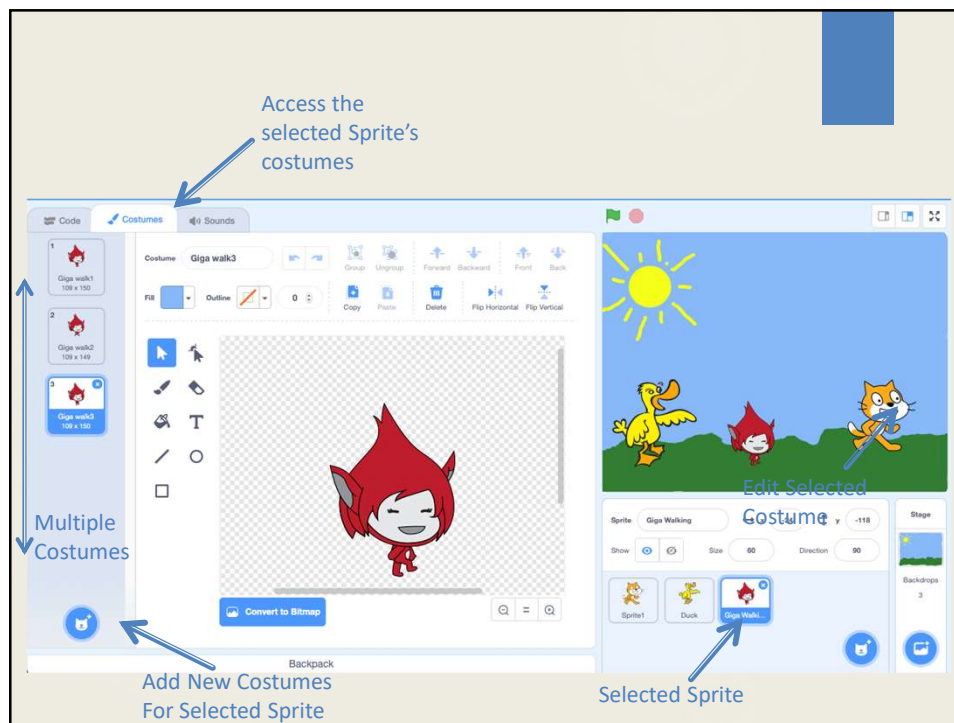 Access the
selected Sprite's
costumes
Code
Costumes
Sounds
1
Giga walk1
109 x 150
2
Giga walk2
109 x 149
3
Giga walk3
109 x 150
Multiple
Costumes
Costume
Giga walk3
Group
Ungroup
Forward
Backward
Front
Back
Fill
Outline
0
Copy
Paste
Delete
Flip Horizontal
Flip Vertical
T
Convert to Bitmap
=
Backpack
Add New Costumes
For Selected Sprite
Edit Selected
Costume
Sprite
Giga Walking
y
-118
Show
Size
60
Direction
90
Sprite1
Duck
Giga Walki...
Stage
Backdrops
3
Selected Sprite